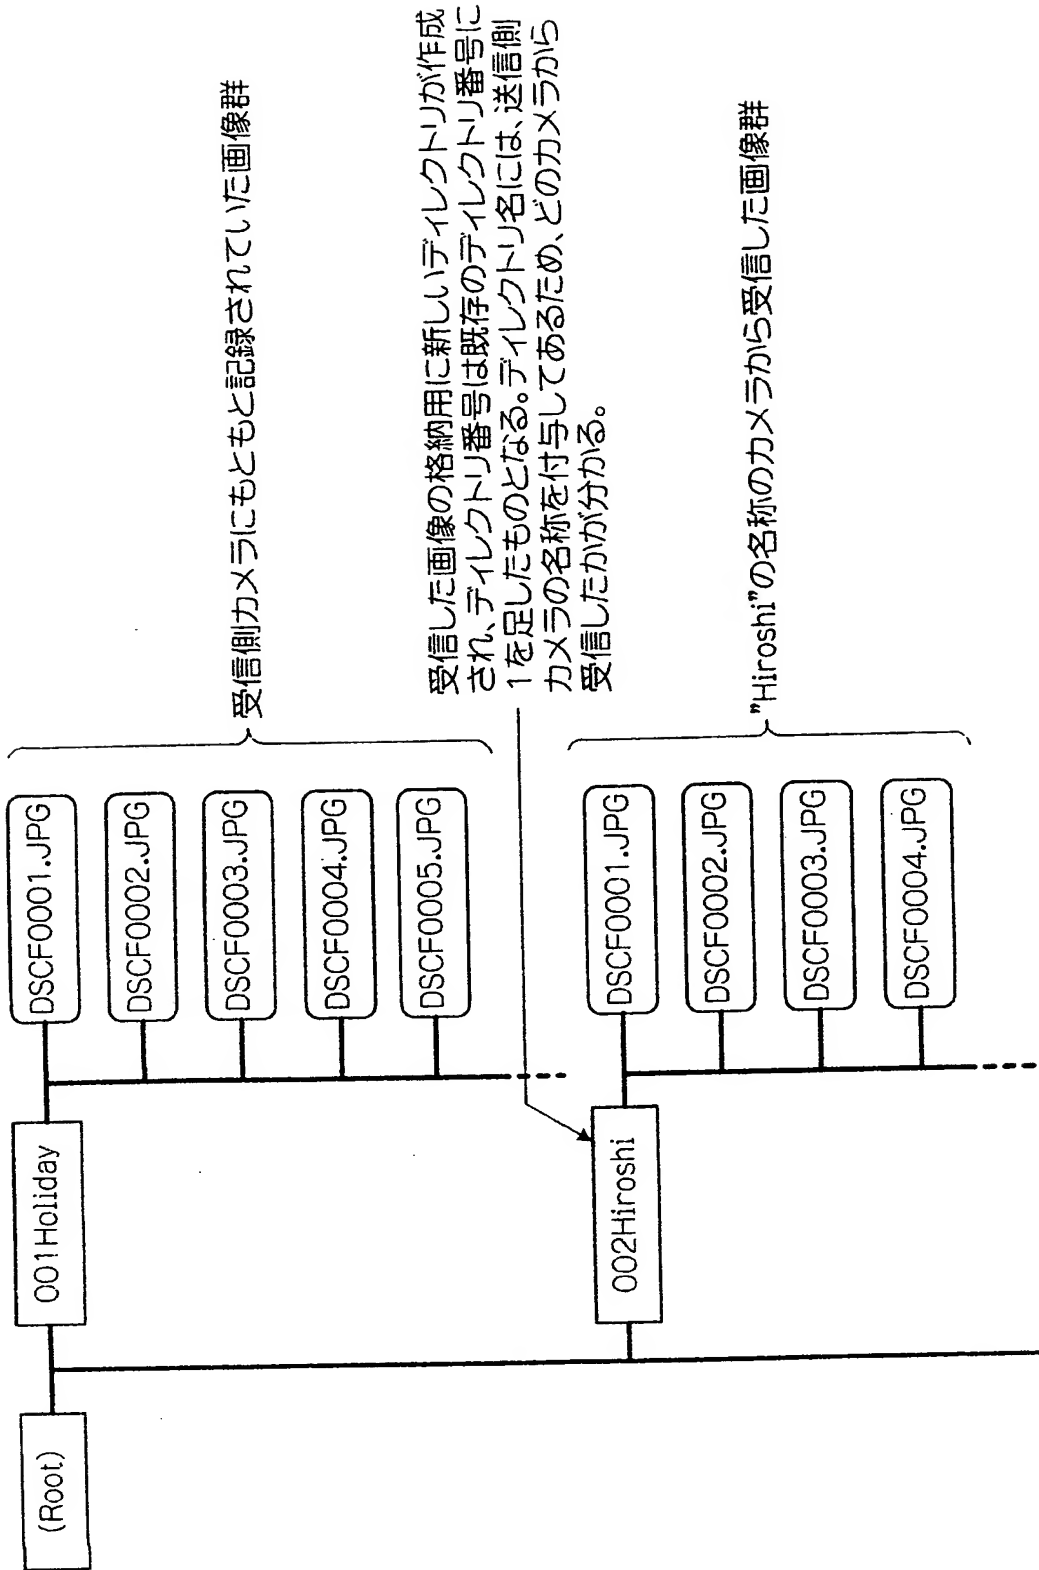 (Root)
001Holiday
DSCF0001.JPG
DSCF0002.JPG
DSCF0003.JPG
DSCF0004.JPG
DSCF0005.JPG
受信側カメラにもともと記録されていた画像群
受信した画像の格納用に新しいディレクトリが作成
され、ディレクトリ番号は既存のディレクトリ番号に
1を足したものとなる。ディレクトリ名には、送信側
カメラの名称を付与してあるため、どのカメラから
受信したかが分かる。
002Hiroshi
DSCF0001.JPG
DSCF0002.JPG
DSCF0003.JPG
DSCF0004.JPG
"Hiroshi"の名称のカメラから受信した画像群